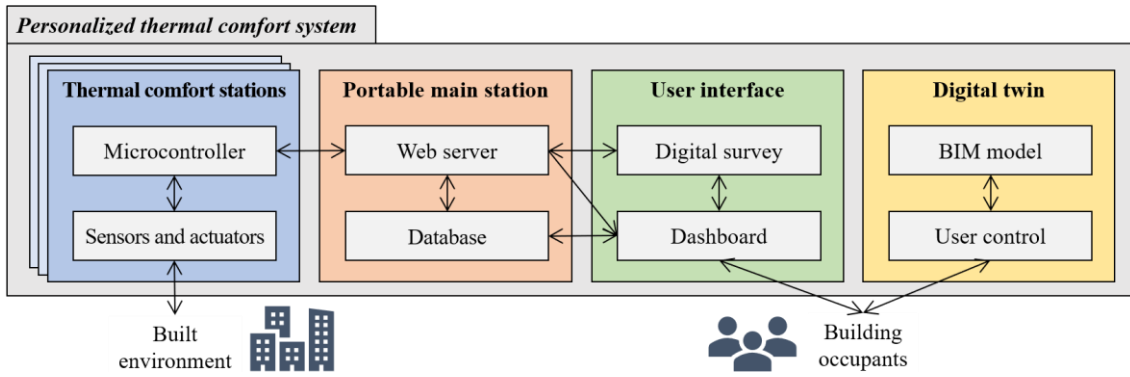 Personalized thermal comfort system
Thermal comfort stations
Portable main station
User interface
Digital twin
Microcontroller
Web server
Digital survey
BIM model
Sensors and actuators
Database
Dashboard
User control
Built
environment
Building
occupants